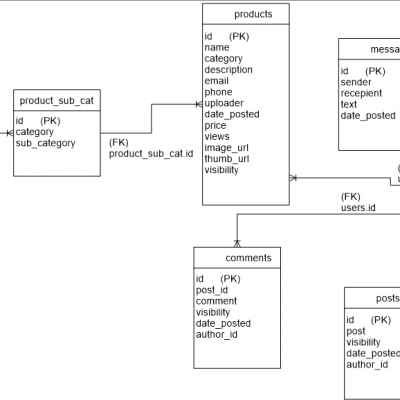 products
id (PK)
name
category
description
email
phone
uploader
date_posted
price
views
image_url
thumb_url
visibility
messa
id (PK)
sender
recepient
text
date_posted
product_sub_cat
id (PK)
category
sub_category
(FK)
product_sub_cat.id
(FK)
users.id
comments
id (PK)
post_id
comment
visibility
date_posted
author_id
posts
id (PK)
post
visibility
date_posted
author_id